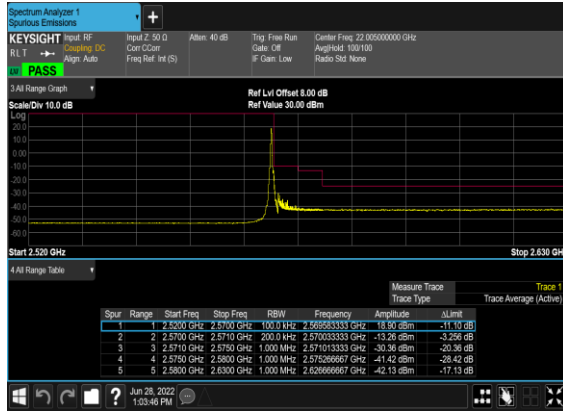 Spectrum Analyzer 1
Spurious Emissions
+
KEYSIGHT Input: RF Input Z: 50 Ω Atten: 40 dB Trig: Free Run Center Freq: 22.005000000 GHz
RLT Coupling: DC Corr CCorr Gate: Off Avg|Hold: 100/100
Align: Auto Freq Ref: Int (S) IF Gain: Low Radio Std: None
PASS
3 All Range Graph
Ref Lvl Offset 8.00 dB
Scale/Div 10.0 dB Ref Value 30.00 dBm
Log
20.0
10.0
0.00
-10.0
-20.0
-30.0
-40.0
-50.0
-60.0
Start 2.520 GHz Stop 2.630 GH
4 All Range Table
Measure Trace Trace 1
Trace Type Trace Average (Active)
Spur Range Start Freq Stop Freq RBW Frequency Amplitude ΔLimit
1 1 2.5200 GHz 2.5700 GHz 100.0 kHz 2.569583333 GHz 18.90 dBm -11.10 dB
2 2 2.5700 GHz 2.5710 GHz 200.0 kHz 2.570033333 GHz -13.26 dBm -3.256 dB
3 3 2.5710 GHz 2.5750 GHz 1.000 MHz 2.571013333 GHz -30.36 dBm -20.36 dB
4 4 2.5750 GHz 2.5800 GHz 1.000 MHz 2.575266667 GHz -41.42 dBm -28.42 dB
5 5 2.5800 GHz 2.6300 GHz 1.000 MHz 2.626666667 GHz -42.13 dBm -17.13 dB
? Jun 28, 2022
1:03:46 PM